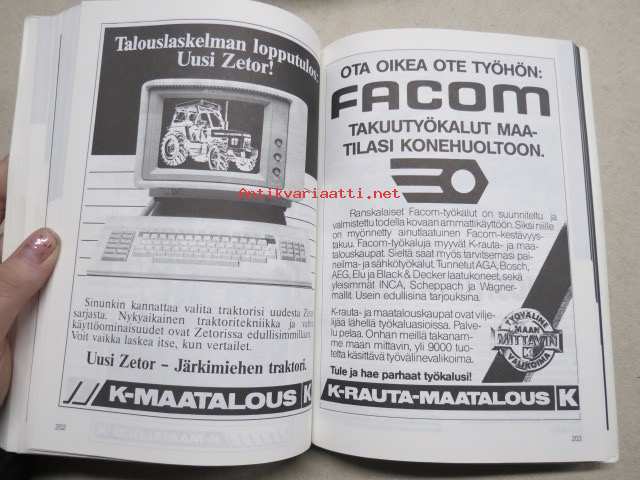 Talouslaskelman lopputulos:
Uusi Zetor!
Sinunkin kannattaa valita traktorisi uudesta
sarjasta. Nykyaikainen traktoritekniikka ja
käyttöominaisuudet ovat Zetorissa edullisimmillaan.
Voit vaikka laskea itse, kun vertailet.
Uusi Zetor – Järkimiehen traktori.
K-MAATALOUS K
202
OTA OIKEA OTE TYÖHÖN:
FACOM
TAKUUTYÖKALUT MAA-
TILASI KONEHUOLTOON.
Antikvariaatti.net
Ranskalaiset Facom-työkalut on suunniteltu ja
valmistettu todella kovaan ammattikäyttöön. Siksi niille
on myönnetty ainutlaatuinen Facom-kestävyys-
takuu. Facom-työkaluja myyvät K-rauta- ja maa-
talouskaupat. Sieltä saat myös tarvitsemasi pai-
neilma- ja sähkötyökalut. Tunnetut AGA, Bosch,
AEG, Elu ja Black & Decker laatukoneet, sekä
yleisimmät INCA, Scheppach ja Wagner-
mallit. Usein edullisina tarjouksina.
K-rauta- ja maatalouskaupat ovat vilje-
lijää lähellä työkaluasioissa. Palve-
lu pelaa. Onhan meillä takanam-
me maan mittavin, yli 9000 tuo-
tetta käsittävä työvälinevalikoima.
Tule ja hae parhaat työkalusi!
TYÖVÄLINE
MAAN
MITTAVIN
K
VALIKOIMA
K-RAUTA-MAATALOUS K
203